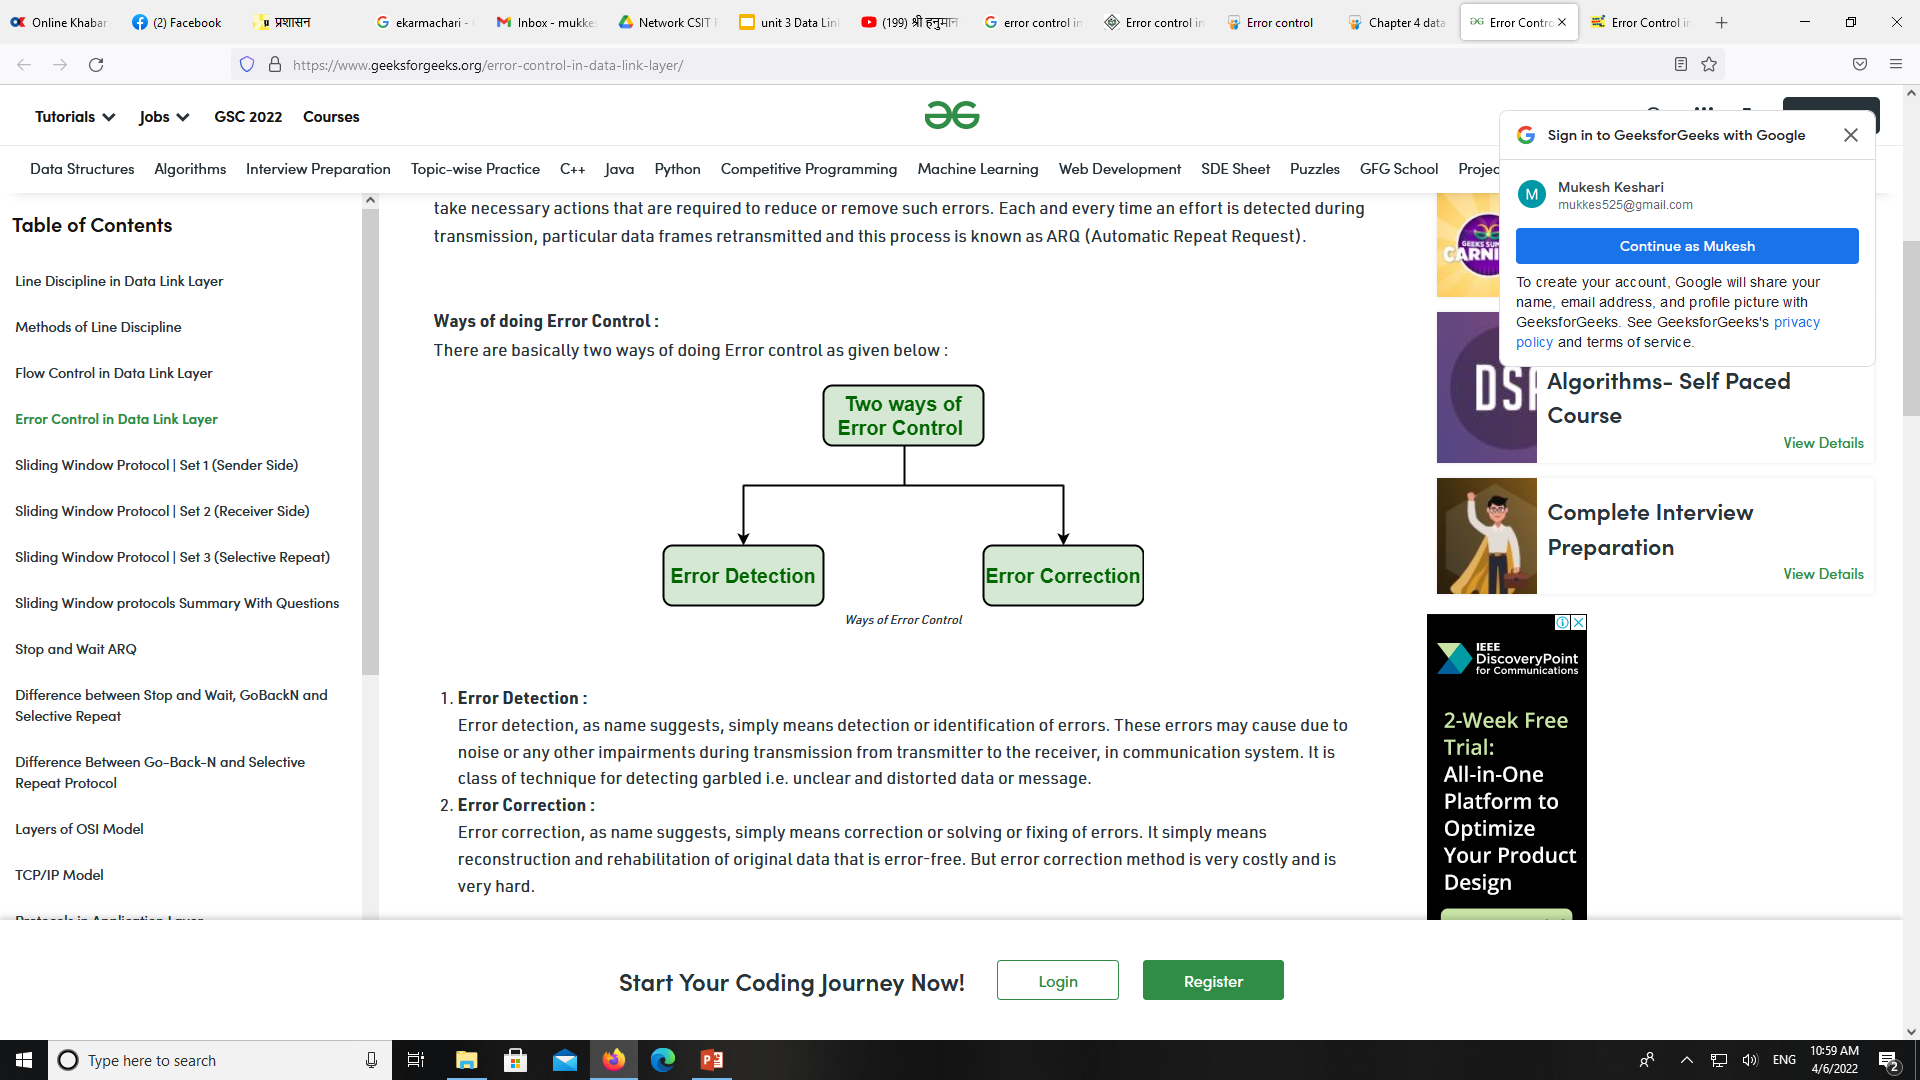 Online Khabar
(2) Facebook
प्रशासन
ekarmachari -
Inbox - mukkes
Network CSIT
unit 3 Data Lin
(199) श्री हनुमान
error control in
Error control in
Error control
Chapter 4 data
Error Contro
Error Control in
https://www.geeksforgeeks.org/error-control-in-data-link-layer/
Tutorials
Jobs
GSC 2022
Courses
Data Structures
Algorithms
Interview Preparation
Topic-wise Practice
C++
Java
Python
Competitive Programming
Machine Learning
Web Development
SDE Sheet
Puzzles
GFG School
Projec
Sign in to GeeksforGeeks with Google
M
Mukesh Keshari
mukkes525@gmail.com
Continue as Mukesh
To create your account, Google will share your
name, email address, and profile picture with
GeeksforGeeks. See GeeksforGeeks's privacy
policy and terms of service.
Table of Contents
Line Discipline in Data Link Layer
Methods of Line Discipline
Flow Control in Data Link Layer
Error Control in Data Link Layer
Sliding Window Protocol | Set 1 (Sender Side)
Sliding Window Protocol | Set 2 (Receiver Side)
Sliding Window Protocol | Set 3 (Selective Repeat)
Sliding Window protocols Summary With Questions
Stop and Wait ARQ
Difference between Stop and Wait, GoBackN and
Selective Repeat
Difference Between Go-Back-N and Selective
Repeat Protocol
Layers of OSI Model
TCP/IP Model
Protocols in Application Layer
take necessary actions that are required to reduce or remove such errors. Each and every time an effort is detected during
transmission, particular data frames retransmitted and this process is known as ARQ (Automatic Repeat Request).
Ways of doing Error Control :
There are basically two ways of doing Error control as given below :
Two ways of
Error Control
Error Detection
Error Correction
Ways of Error Control
1. Error Detection :
Error detection, as name suggests, simply means detection or identification of errors. These errors may cause due to
noise or any other impairments during transmission from transmitter to the receiver, in communication system. It is
class of technique for detecting garbled i.e. unclear and distorted data or message.
2. Error Correction :
Error correction, as name suggests, simply means correction or solving or fixing of errors. It simply means
reconstruction and rehabilitation of original data that is error-free. But error correction method is very costly and is
very hard.
GEEKS SUM
CARNI
DS
Algorithms- Self Paced
Course
View Details
Complete Interview
Preparation
View Details
IEEE
DiscoveryPoint
for Communications
2-Week Free
Trial:
All-in-One
Platform to
Optimize
Your Product
Design
Start Your Coding Journey Now!
Login
Register
Type here to search
ENG
10:59 AM
4/6/2022
2